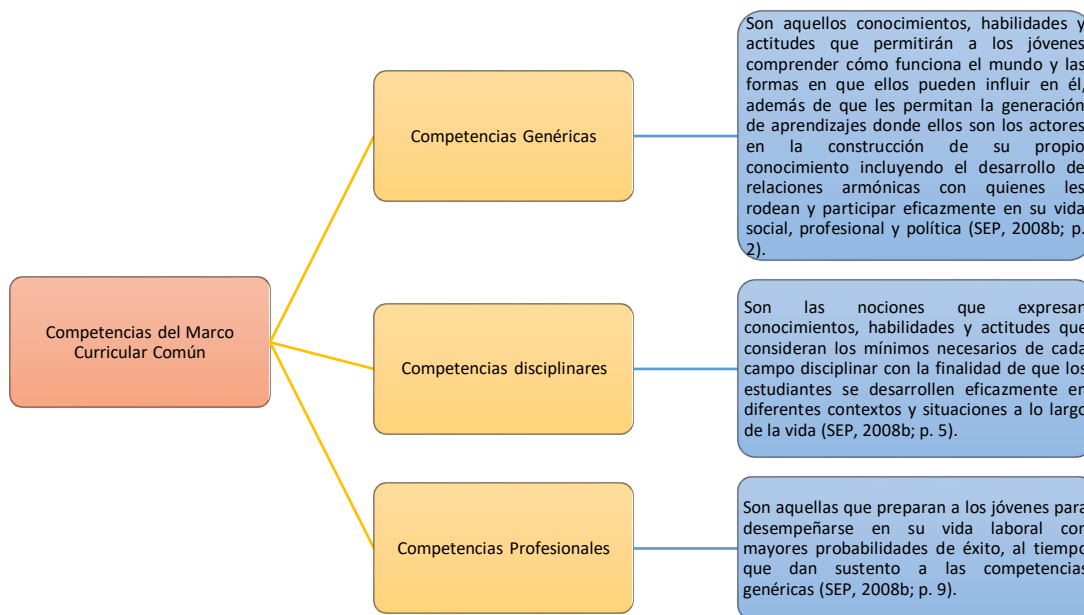 Competencias del Marco
Curricular Común
Competencias Genéricas
Son aquellos conocimientos, habilidades y
actitudes que permitirán a los jóvenes
comprender cómo funciona el mundo y las
formas en que ellos pueden influir en él,
además de que les permitan la generación
de aprendizajes donde ellos son los actores
en la construcción de su propio
conocimiento incluyendo el desarrollo de
relaciones armónicas con quienes les
rodean y participar eficazmente en su vida
social, profesional y política (SEP, 2008b; p.
2).
Competencias disciplinares
Son las nociones que expresan
conocimientos, habilidades y actitudes que
consideran los mínimos necesarios de cada
campo disciplinar con la finalidad de que los
estudiantes se desarrollen eficazmente en
diferentes contextos y situaciones a lo largo
de la vida (SEP, 2008b; p. 5).
Competencias Profesionales
Son aquellas que preparan a los jóvenes para
desempeñarse en su vida laboral con
mayores probabilidades de éxito, al tiempo
que dan sustento a las competencias
genéricas (SEP, 2008b; p. 9).